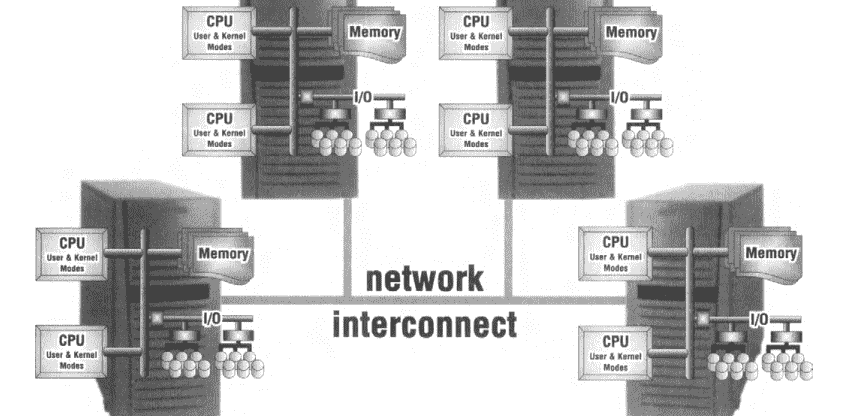 CPU
User & Kernel
Modes
Memory
CPU
User & Kernel
Modes
Memory
I/O
I/O
CPU
User & Kernel
Modes
CPU
User & Kernel
Modes
CPU
User & Kernel
Modes
Memory
CPU
User & Kernel
Modes
Memory
network
interconnect
I/O
I/O
CPU
User & Kernel
Modes
CPU
User & Kernel
Modes